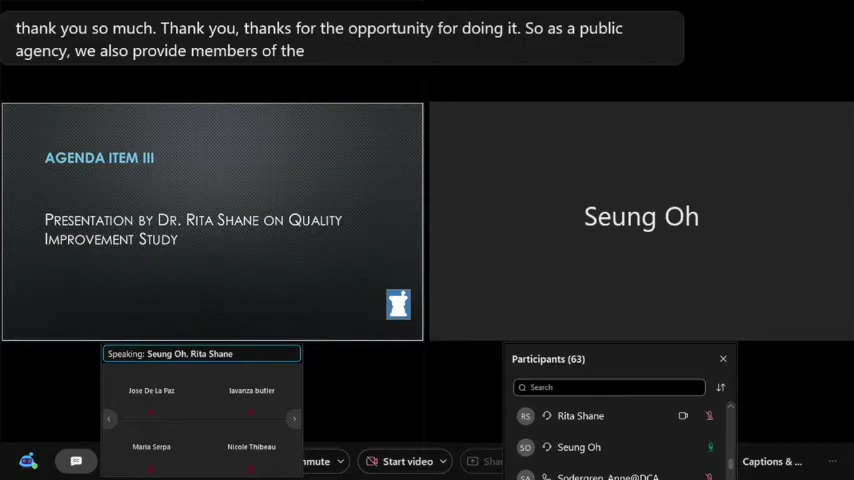 thank you so much. Thank you, thanks for the opportunity for doing it. So as a public
agency, we also provide members of the
AGENDA ITEM III
PRESENTATION BY DR. RITA SHANE ON QUALITY
IMPROVEMENT STUDY
Seung Oh
Speaking: Seung Oh, Rita Shane
Jose De La Paz
lavanza butler
Maria Serpa
Nicole Thibeau
Participants (63)
Search
RS Rita Shane
SO Seung Oh
SA Sodergren, Anne@DCA
mute
Start video
Shar
Captions & ...